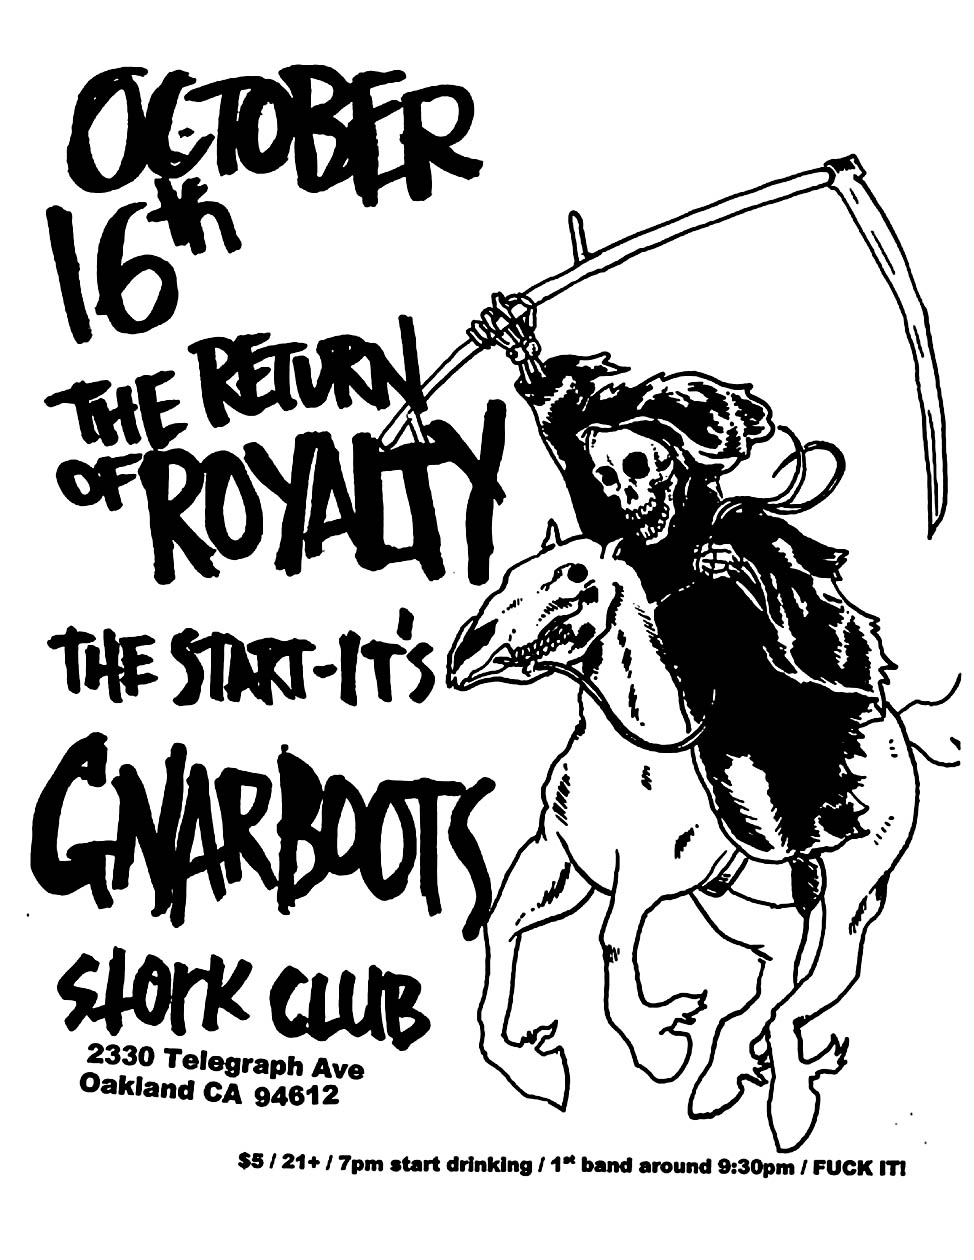 OCTOBER
16th
THE RETURN
OF ROYALTY
THE START-IT'S
GNARBOOTS
STORK CLUB
2330 Telegraph Ave
Oakland CA 94612
$5 / 21+ / 7pm start drinking / 1st band around 9:30pm / FUCK IT!